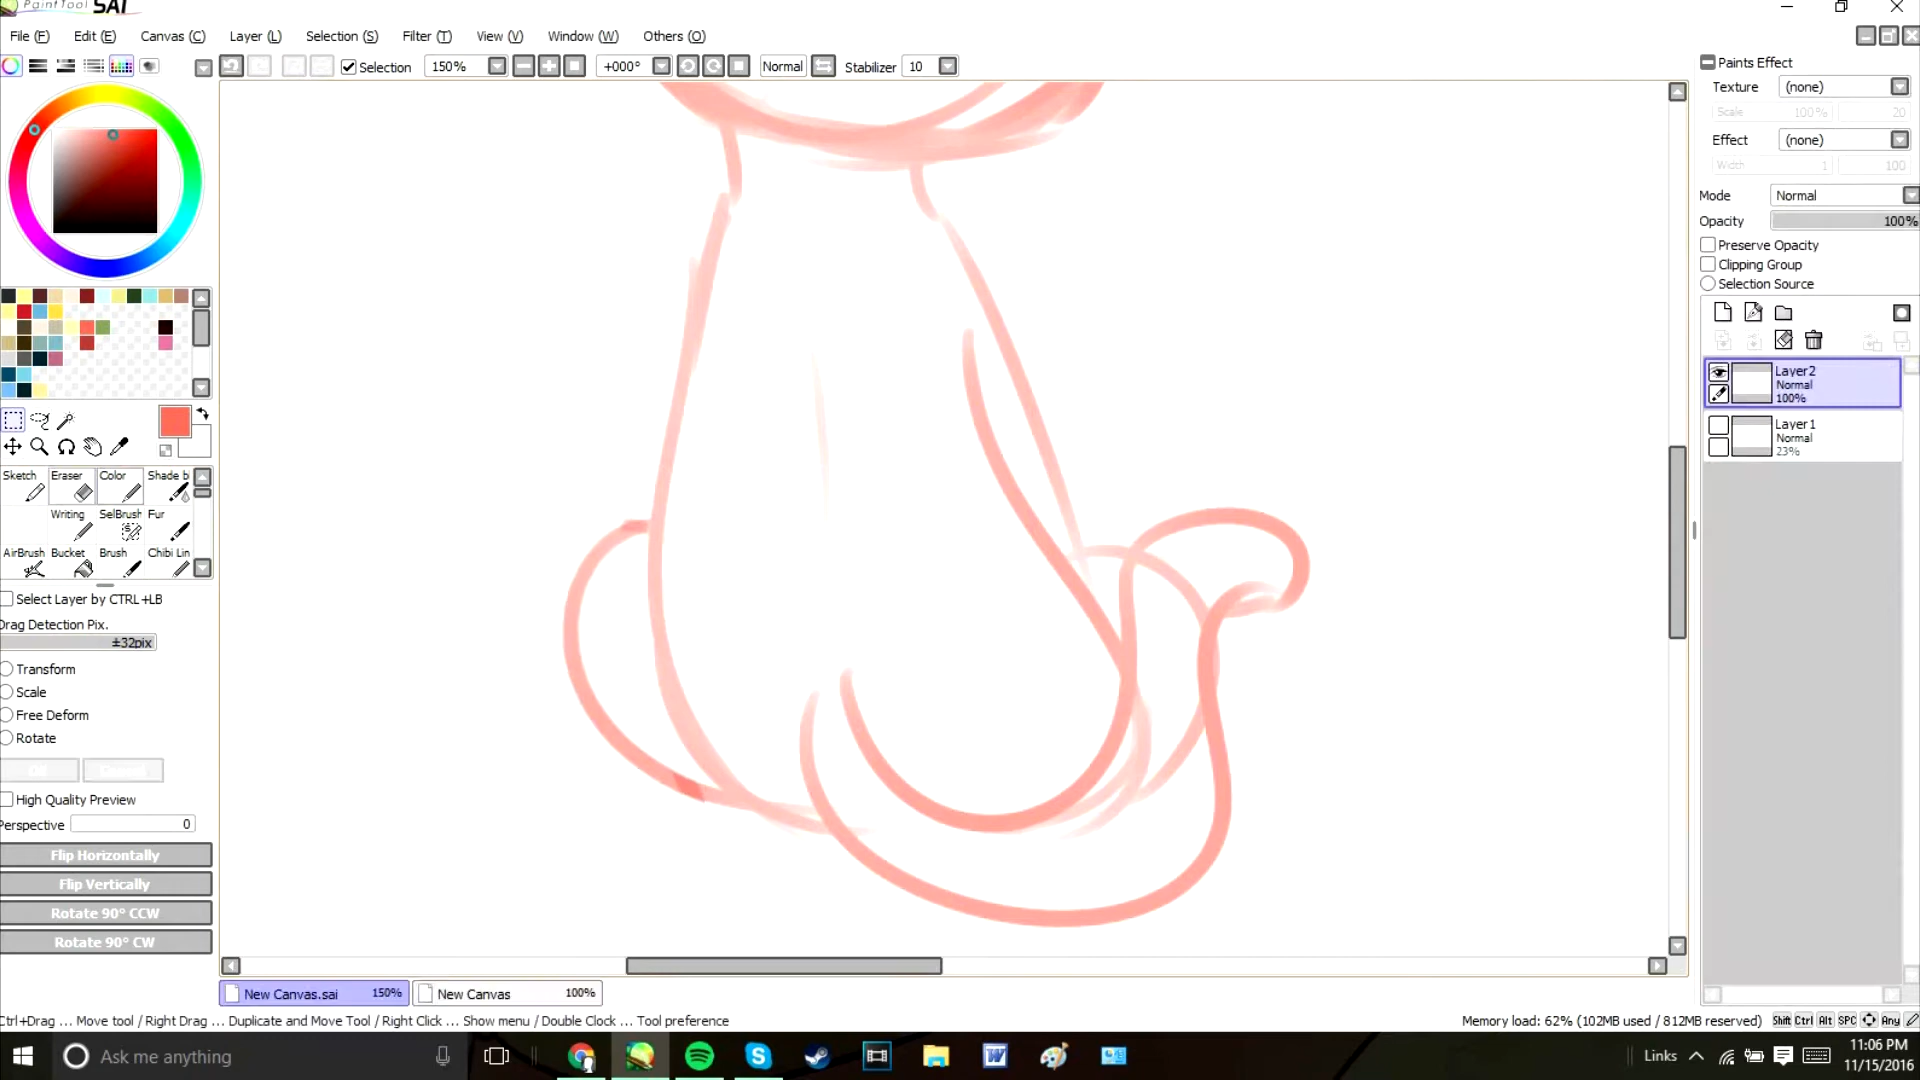 PaintTool SAI
File (F) Edit (E) Canvas (C) Layer (L) Selection (S) Filter (T) View (V) Window (W) Others (O)
Selection 150% +000° Normal Stabilizer 10
Paints Effect
Texture (none)
Scale 100% 20
Effect (none)
Width 1 100
Mode Normal
Opacity 100%
Preserve Opacity
Clipping Group
Selection Source
Layer2
Normal
100%
Layer1
Normal
23%
Sketch Eraser Color Shade b
Writing SelBrush Fur
AirBrush Bucket Brush Chibi Lin
Select Layer by CTRL+LB
Drag Detection Pix.
±32pix
Transform
Scale
Free Deform
Rotate
High Quality Preview
Perspective 0
Flip Horizontally
Flip Vertically
Rotate 90° CCW
Rotate 90° CW
New Canvas.sai 150% New Canvas 100%
Ctrl+Drag ... Move tool / Right Drag ... Duplicate and Move Tool / Right Click ... Show menu / Double Clock ... Tool preference
Memory load: 62% (102MB used / 812MB reserved) Shift Ctrl Alt SPC Any
Ask me anything
Links
11:06 PM
11/15/2016